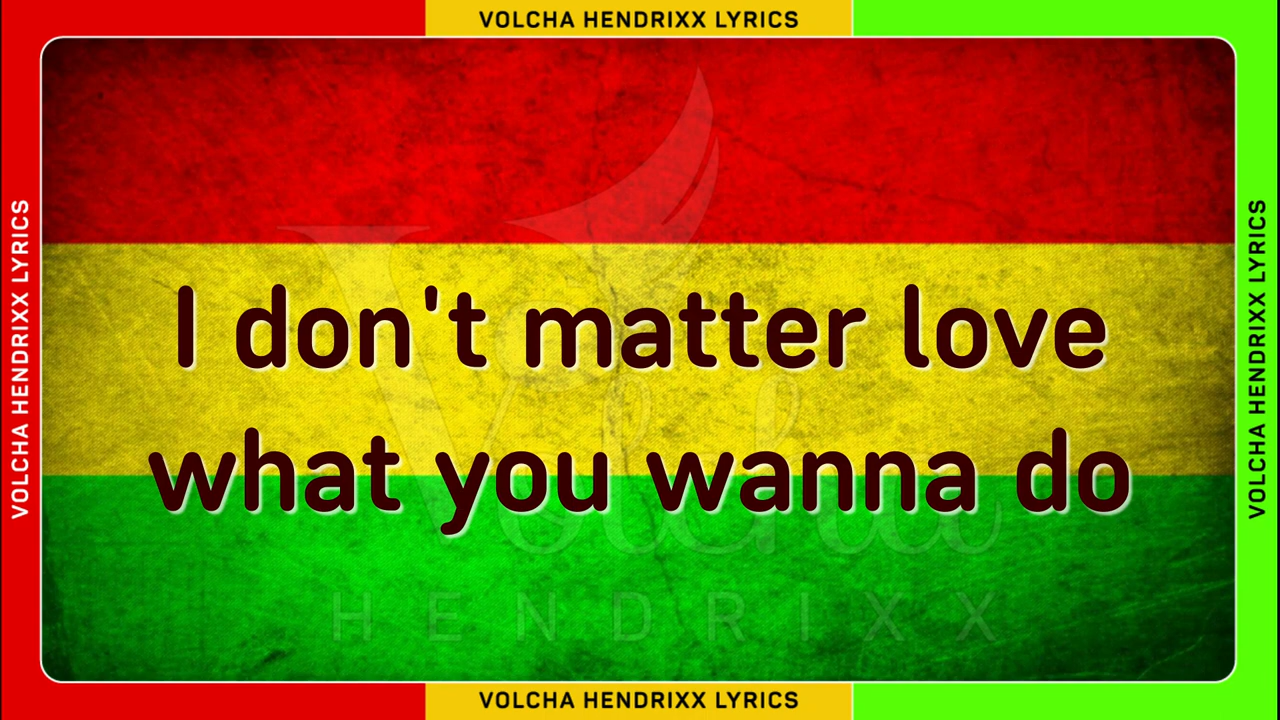 VOLCHA HENDRIXX LYRICS
VOLCHA HENDRIXX LYRICS
VOLCHA HENDRIXX LYRICS
I don't matter love
what you wanna do
Volcha
HENDRIXX
VOLCHA HENDRIXX LYRICS